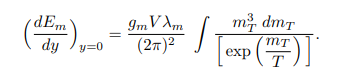 (dE_m/dy)_{y=0} = g_m V λ_m/(2π)^2 ∫ m_T^3 dm_T/[exp(m_T/T)].